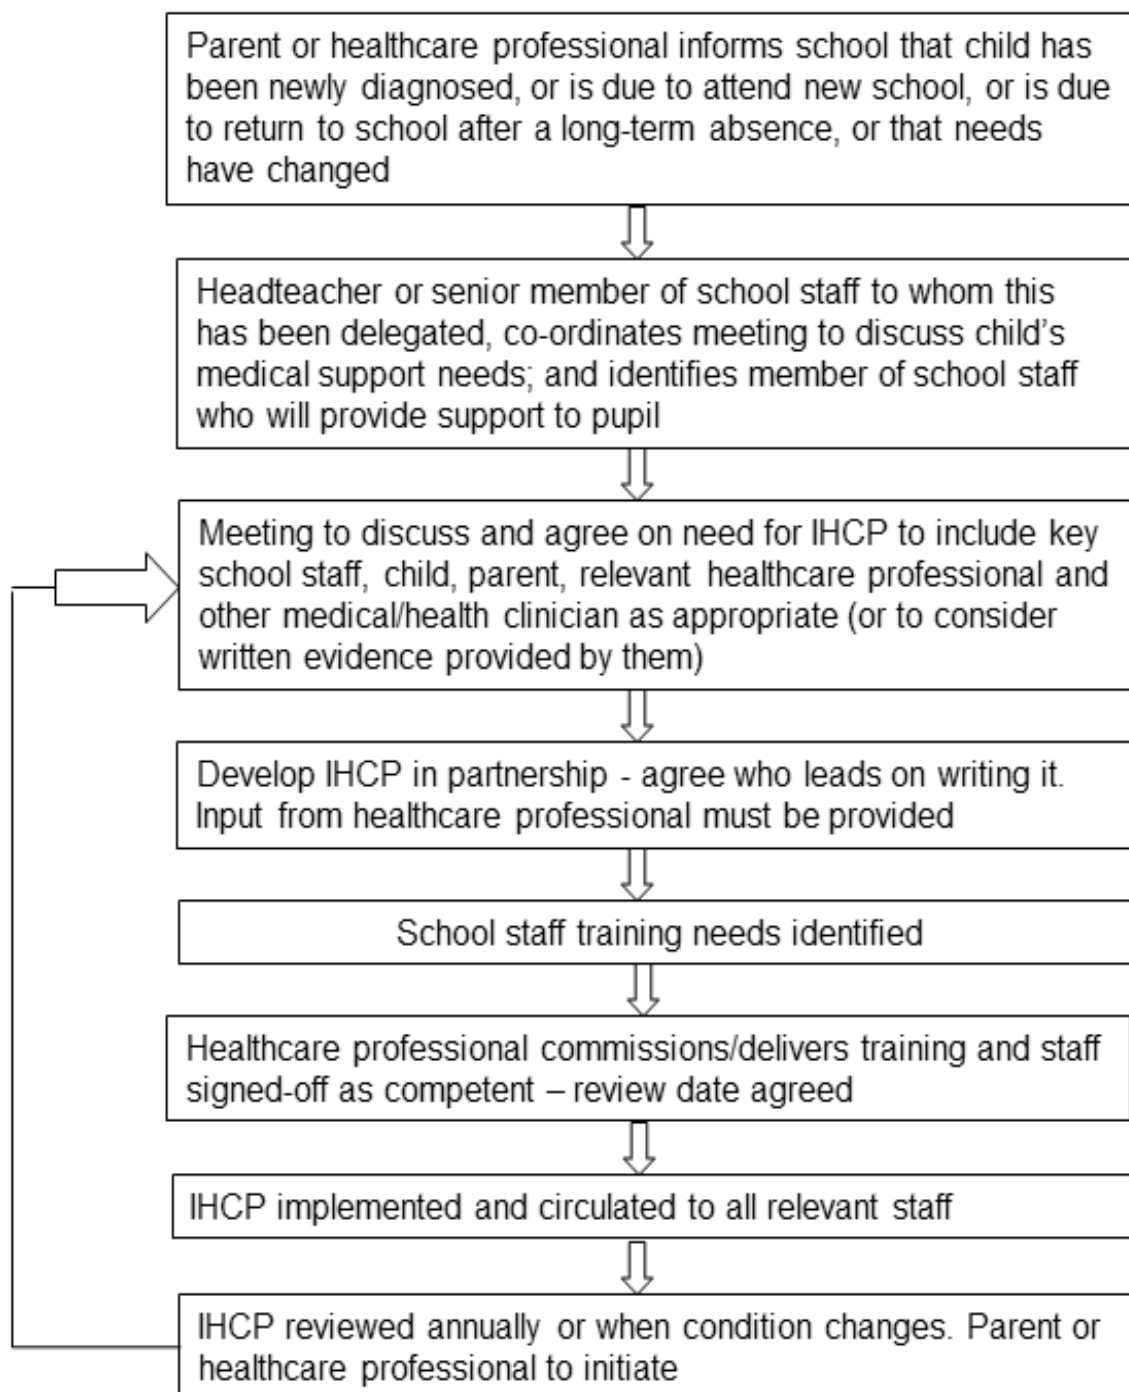 Parent or healthcare professional informs school that child has
been newly diagnosed, or is due to attend new school, or is due
to return to school after a long-term absence, or that needs
have changed
Headteacher or senior member of school staff to whom this
has been delegated, co-ordinates meeting to discuss child's
medical support needs; and identifies member of school staff
who will provide support to pupil
Meeting to discuss and agree on need for IHCP to include key
school staff, child, parent, relevant healthcare professional and
other medical/health clinician as appropriate (or to consider
written evidence provided by them)
Develop IHCP in partnership - agree who leads on writing it.
Input from healthcare professional must be provided
School staff training needs identified
Healthcare professional commissions/delivers training and staff
signed-off as competent – review date agreed
IHCP implemented and circulated to all relevant staff
IHCP reviewed annually or when condition changes. Parent or
healthcare professional to initiate